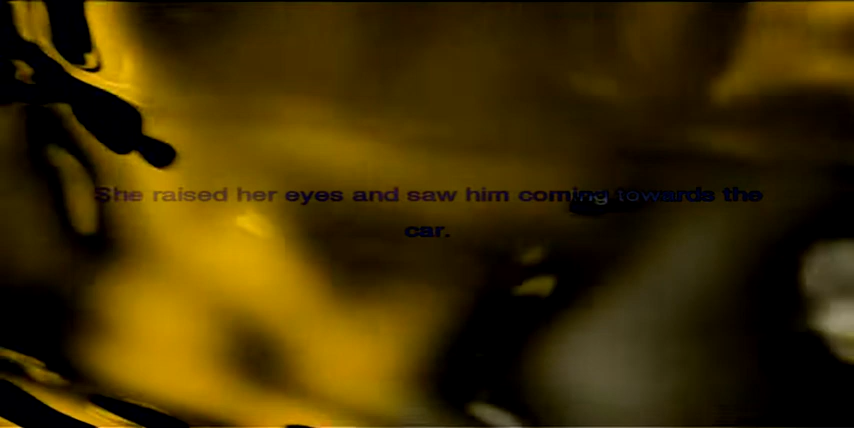 She raised her eyes and saw him coming towards the
car.